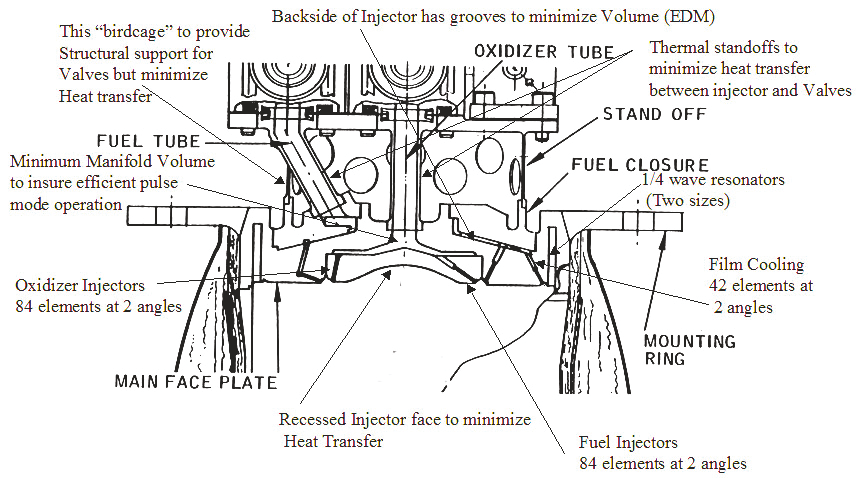 Backside of Injector has grooves to minimize Volume (EDM)
This “birdcage” to provide
Structural support for
Valves but minimize
Heat transfer
OXIDIZER TUBE
Thermal standoffs to
minimize heat transfer
between injector and Valves
STAND OFF
FUEL TUBE
Minimum Manifold Volume
to insure efficient pulse
mode operation
FUEL CLOSURE
1/4 wave resonators
(Two sizes)
Oxidizer Injectors
84 elements at 2 angles
Film Cooling
42 elements at
2 angles
MOUNTING
RING
MAIN FACE PLATE
Recessed Injector face to minimize
Heat Transfer
Fuel Injectors
84 elements at 2 angles